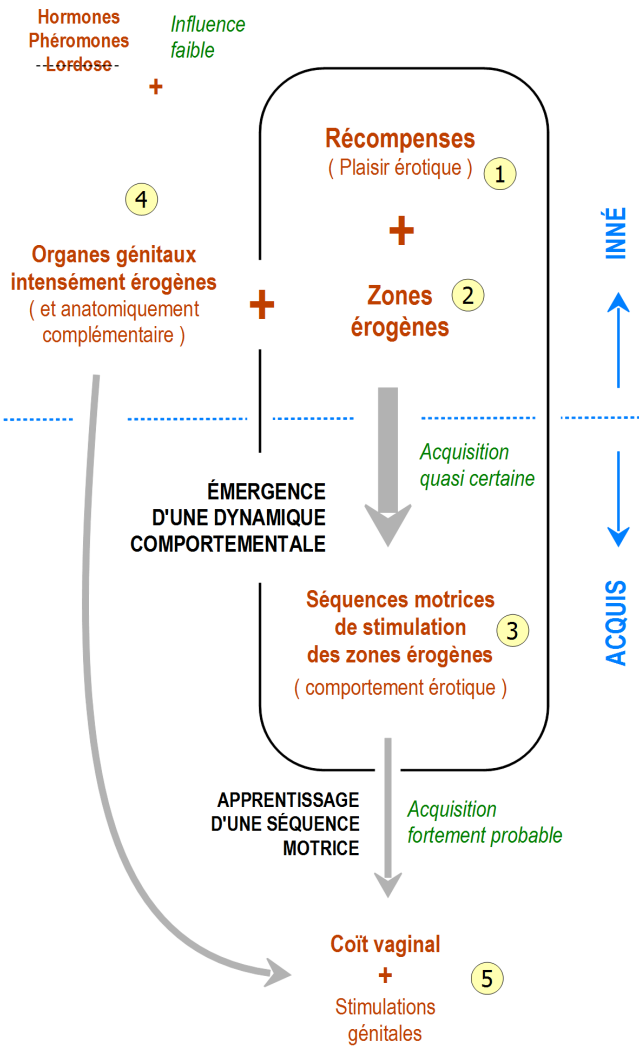 Hormones
Phéromones
Lordose
+
Influence
faible
Récompenses
( Plaisir érotique )
1
+
Zones
érogènes
2
4
Organes génitaux
intensément érogènes
( et anatomiquement
complémentaire )
+
INNÉ
ACQUIS
Acquisition
quasi certaine
ÉMERGENCE
D'UNE DYNAMIQUE
COMPORTEMENTALE
Séquences motrices
de stimulation
des zones érogènes
( comportement érotique )
3
APPRENTISSAGE
D'UNE SÉQUENCE
MOTRICE
Acquisition
fortement probable
Coït vaginal
+
Stimulations
génitales
5